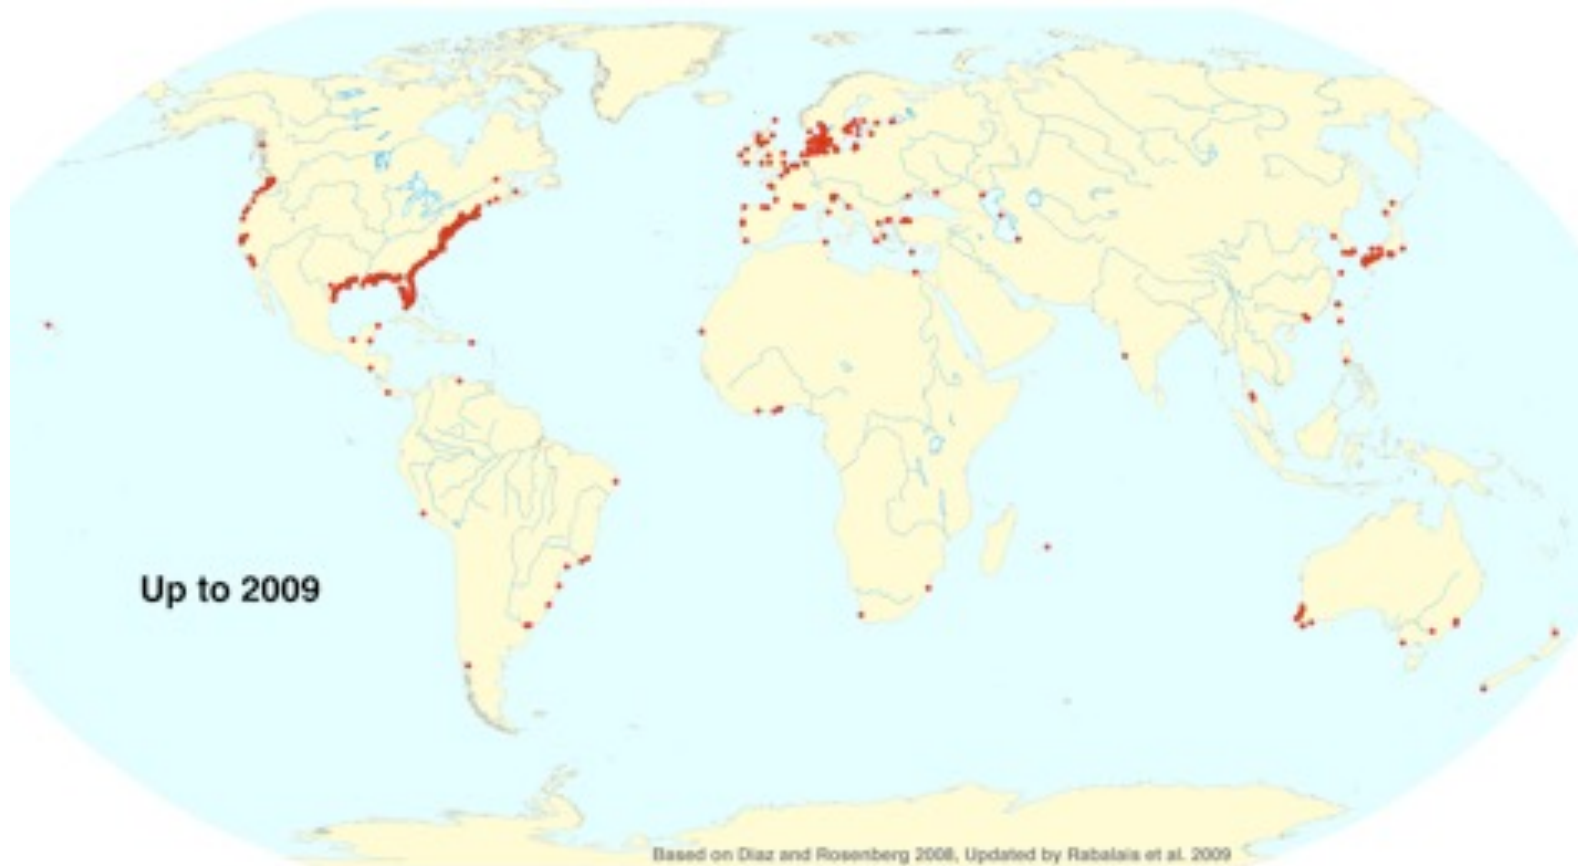 Up to 2009
Based on Diaz and Rosenberg 2008, Updated by Rabalais et al. 2009